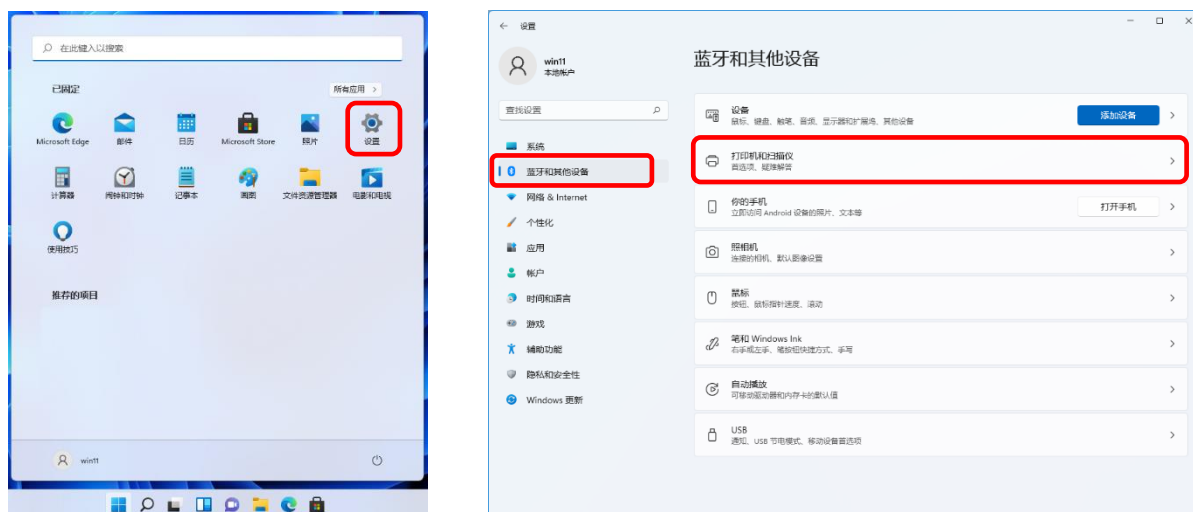 在此键入以搜索
已固定
所有应用 >
Microsoft Edge
邮件
日历
Microsoft Store
照片
设置
计算器
闹钟和时钟
记事本
画图
文件资源管理器
电影和电视
使用技巧
推荐的项目
win11
← 设置
win11
本地帐户
查找设置
系统
蓝牙和其他设备
网络 & Internet
个性化
应用
帐户
时间和语言
游戏
辅助功能
隐私和安全性
Windows 更新
蓝牙和其他设备
设备
鼠标、键盘、触笔、音频、显示器和扩展坞、其他设备
添加设备
打印机和扫描仪
首选项、疑难解答
你的手机
立即访问 Android 设备的照片、文本等
打开手机
照相机
连接的相机、默认图像设置
鼠标
按钮、鼠标指针速度、滚动
笔和 Windows Ink
右手或左手、笔按钮快捷方式、手写
自动播放
可移动驱动器和内存卡的默认值
USB
通知、USB 节电模式、移动设备首选项